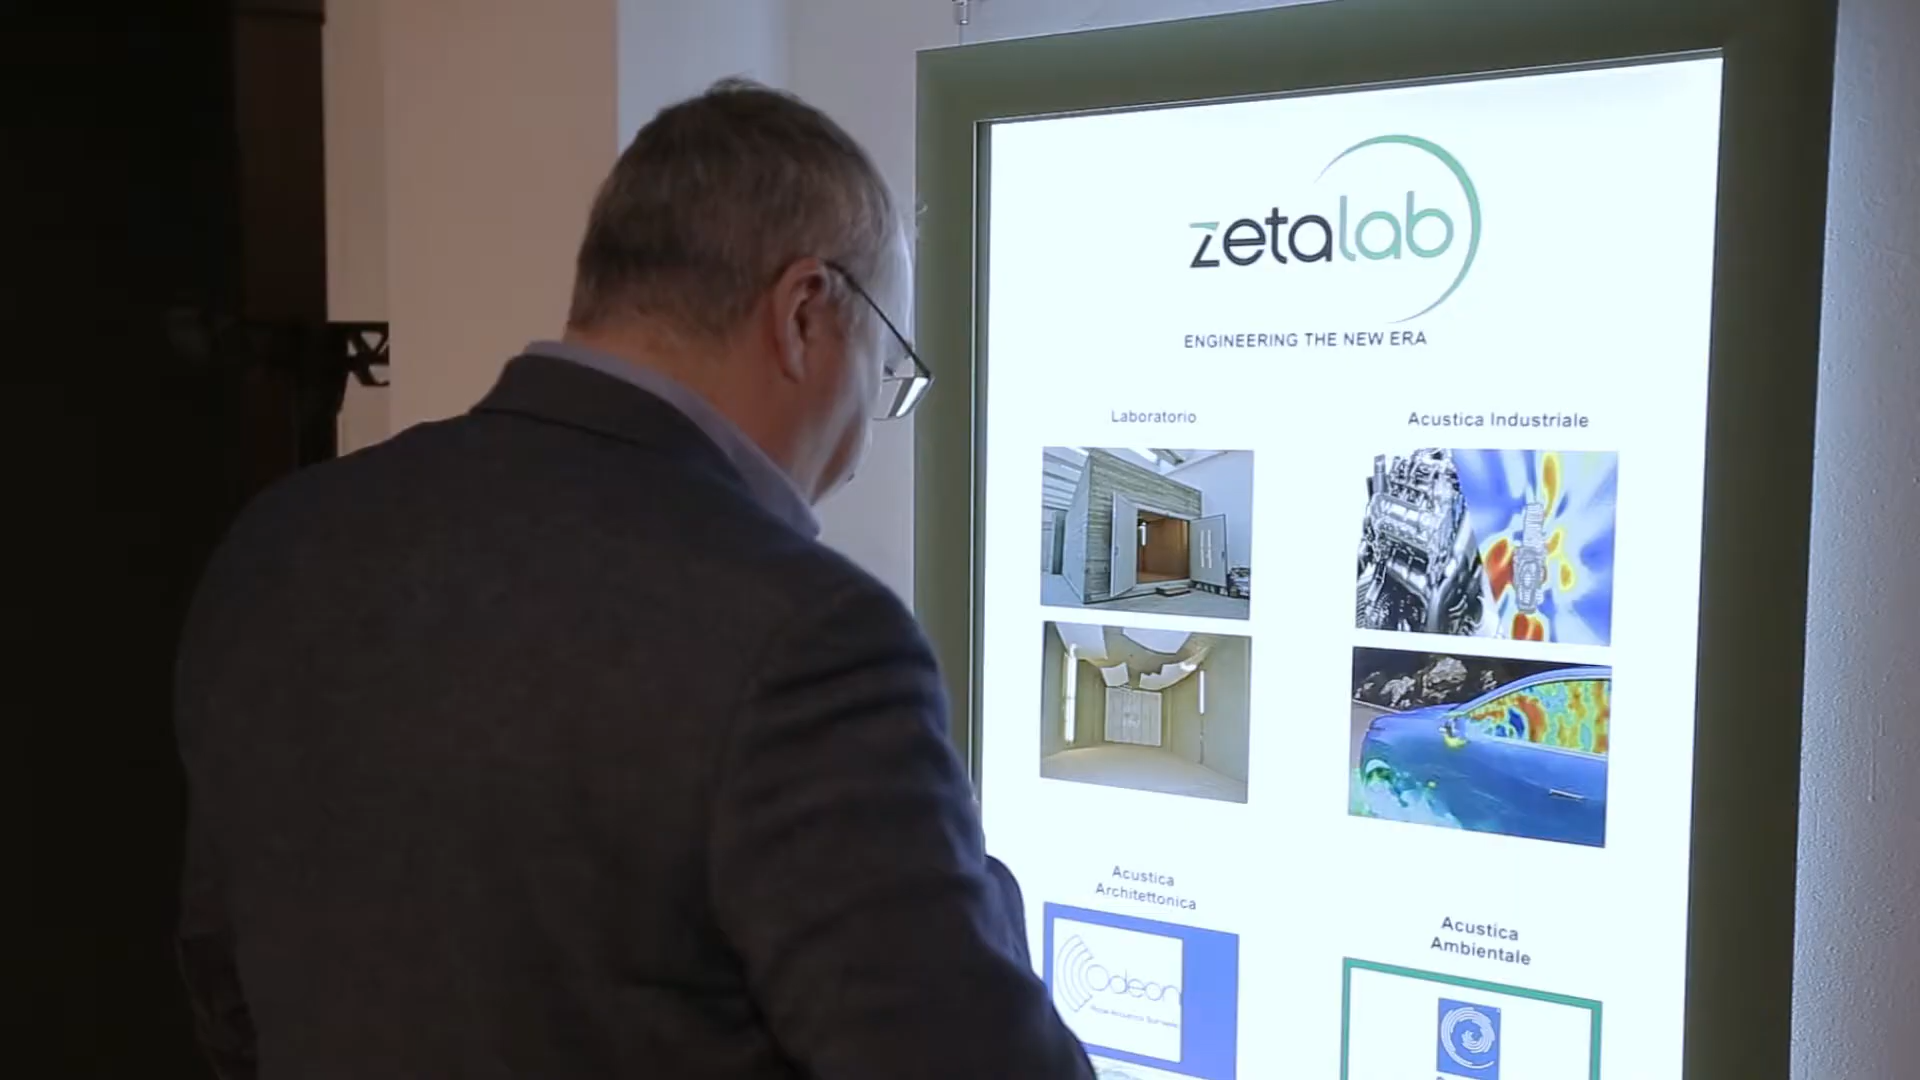 zetalab
ENGINEERING THE NEW ERA
Laboratorio
Acustica Industriale
Acustica
Architettonica
Acustica
Ambientale
Odeon